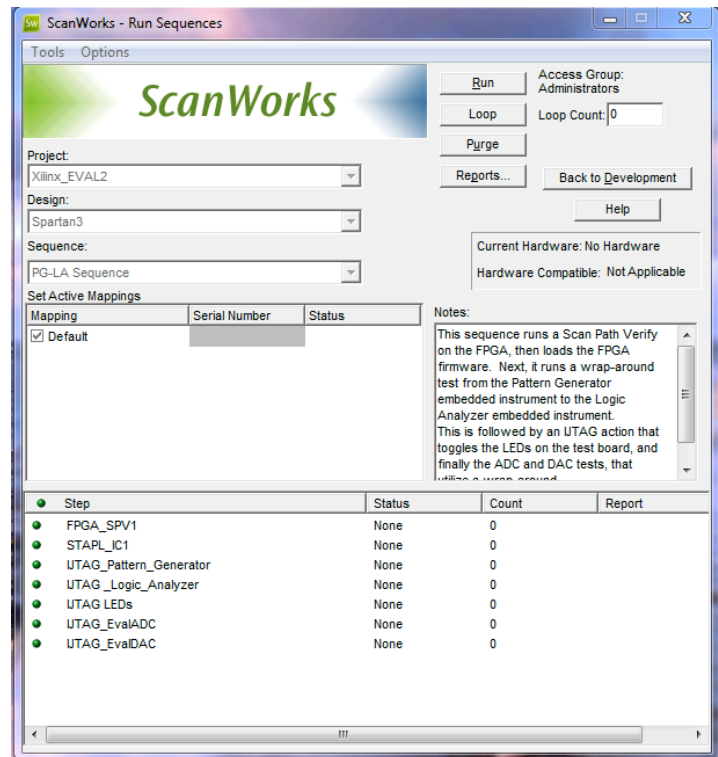 Sw ScanWorks - Run Sequences
Tools Options
ScanWorks
Run
Access Group:
Administrators
Loop
Loop Count: 0
Purge
Reports...
Back to Development
Help
Project:
Xilinx_EVAL2
Design:
Spartan3
Sequence:
PG-LA Sequence
Current Hardware: No Hardware
Hardware Compatible: Not Applicable
Set Active Mappings
Mapping Serial Number Status
Default
Notes:
This sequence runs a Scan Path Verify
on the FPGA, then loads the FPGA
firmware. Next, it runs a wrap-around
test from the Pattern Generator
embedded instrument to the Logic
Analyzer embedded instrument.
This is followed by an IJTAG action that
toggles the LEDs on the test board, and
finally the ADC and DAC tests, that
utilize a wrap-around
Step Status Count Report
FPGA_SPV1 None 0
STAPL_IC1 None 0
IJTAG_Pattern_Generator None 0
IJTAG _Logic_Analyzer None 0
IJTAG LEDs None 0
IJTAG_EvalADC None 0
IJTAG_EvalDAC None 0